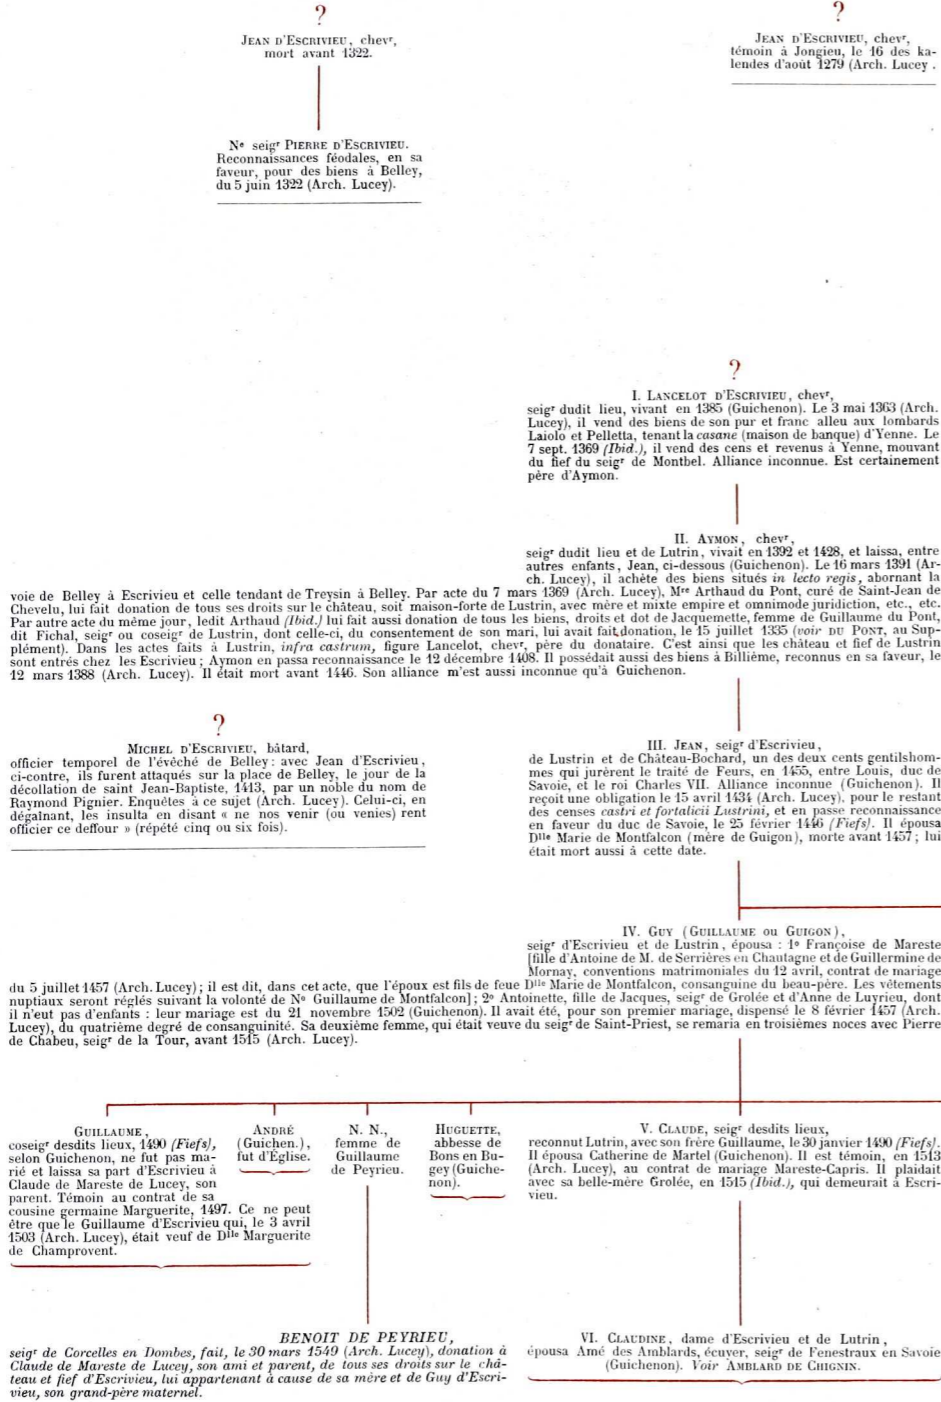 ?
JEAN D'ESCRIVIEU, chevʳ,
mort avant 1322.
Nᵉ seigʳ PIERRE D'ESCRIVIEU.
Reconnaissances féodales, en sa
faveur, pour des biens à Belley,
du 5 juin 1322 (Arch. Lucey).
?
JEAN D'ESCRIVIEU, chevʳ,
témoin à Jongieu, le 16 des ka-
lendes d'août 1279 (Arch. Lucey .
?
I. LANCELOT D'ESCRIVIEU, chevʳ,
seigʳ dudit lieu, vivant en 1385 (Guichenon). Le 3 mai 1363 (Arch.
Lucey), il vend des biens de son pur et franc alleu aux lombards
Laiolo et Pelletta, tenant la casane (maison de banque) d'Yenne. Le
7 sept. 1369 (Ibid.), il vend des cens et revenus à Yenne, mouvant
du fief du seigʳ de Montbel. Alliance inconnue. Est certainement
père d'Aymon.
II. AYMON, chevʳ,
seigʳ dudit lieu et de Lutrin, vivait en 1392 et 1428, et laissa, entre
autres enfants, Jean, ci-dessous (Guichenon). Le 16 mars 1391 (Ar-
ch. Lucey), il achète des biens situés in lecto regis, abornant la
voie de Belley à Escrivieu et celle tendant de Treysin à Belley. Par acte du 7 mars 1369 (Arch. Lucey), Mʳᵉ Arthaud du Pont, curé de Saint-Jean de
Chevelu, lui fait donation de tous ses droits sur le château, soit maison-forte de Lustrin, avec mère et mixte empire et omnimode juridiction, etc., etc.
Par autre acte du même jour, ledit Arthaud (Ibid.) lui fait aussi donation de tous les biens, droits et dot de Jacquemette, femme de Guillaume du Pont,
dit Fichal, seigʳ ou coseigʳ de Lustrin, dont celle-ci, du consentement de son mari, lui avait fait donation, le 15 juillet 1335 (voir DU PONT, au Sup-
plément). Dans les actes faits à Lustrin, infra castrum, figure Lancelot, chevʳ, père du donataire. C'est ainsi que les château et fief de Lustrin
sont entrés chez les Escrivieu ; Aymon en passa reconnaissance le 12 décembre 1408. Il possédait aussi des biens à Billième, reconnus en sa faveur, le
12 mars 1388 (Arch. Lucey). Il était mort avant 1446. Son alliance m'est aussi inconnue qu'à Guichenon.
?
MICHEL D'ESCRIVIEU, bâtard,
officier temporel de l'évêché de Belley : avec Jean d'Escrivieu,
ci-contre, ils furent attaqués sur la place de Belley, le jour de la
décollation de saint Jean-Baptiste, 1413, par un noble du nom de
Raymond Pignier. Enquêtes à ce sujet (Arch. Lucey). Celui-ci, en
dégaînant, les insulta en disant « ne nos venir (ou venies) rent
officier ce deffour » (répété cinq ou six fois).
III. JEAN, seigʳ d'Escrivieu,
de Lustrin et de Château-Bochard, un des deux cents gentilshom-
mes qui jurèrent le traité de Feurs, en 1455, entre Louis, duc de
Savoie, et le roi Charles VII. Alliance inconnue (Guichenon). Il
reçoit une obligation le 15 avril 1434 (Arch. Lucey), pour le restant
des censes castri et fortalicii Lustrini, et en passe reconnaissance
en faveur du duc de Savoie, le 25 février 1446 (Fiefs). Il épousa
Dˡˡᵉ Marie de Montfalcon (mère de Guigon), morte avant 1457 ; lui
était mort aussi à cette date.
IV. GUY (GUILLAUME OU GUIGON),
seigʳ d'Escrivieu et de Lustrin, épousa : 1º Françoise de Mareste
[fille d'Antoine de M. de Serrières en Chautagne et de Guillermine de
Mornay, conventions matrimoniales du 12 avril, contrat de mariage
du 5 juillet 1457 (Arch. Lucey) ; il est dit, dans cet acte, que l'époux est fils de feue Dˡˡᵉ Marie de Montfalcon, consanguine du beau-père. Les vêtements
nuptiaux seront réglés suivant la volonté de Nᵉ Guillaume de Montfalcon] ; 2º Antoinette, fille de Jacques, seigʳ de Grolée et d'Anne de Luyrieu, dont
il n'eut pas d'enfants : leur mariage est du 21 novembre 1502 (Guichenon). Il avait été, pour son premier mariage, dispensé le 8 février 1457 (Arch.
Lucey), du quatrième degré de consanguinité. Sa deuxième femme, qui était veuve du seigʳ de Saint-Priest, se remaria en troisièmes noces avec Pierre
de Chabeu, seigʳ de la Tour, avant 1515 (Arch. Lucey).
GUILLAUME,
coseigʳ desdits lieux, 1490 (Fiefs),
selon Guichenon, ne fut pas ma-
rié et laissa sa part d'Escrivieu à
Claude de Mareste de Lucey, son
parent. Témoin au contrat de sa
cousine germaine Marguerite, 1497. Ce ne peut
être que le Guillaume d'Escrivieu qui, le 3 avril
1503 (Arch. Lucey), était veuf de Dˡˡᵉ Marguerite
de Champrovent.
ANDRÉ
(Guichen.),
fut d'Église.
N. N.,
femme de
Guillaume
de Peyrieu.
HUGUETTE,
abbesse de
Bons en Bu-
gey (Guiche-
non).
V. CLAUDE, seigʳ desdits lieux,
reconnut Lutrin, avec son frère Guillaume, le 30 janvier 1490 (Fiefs).
Il épousa Catherine de Martel (Guichenon). Il est témoin, en 1513
(Arch. Lucey), au contrat de mariage Mareste-Capris. Il plaidait
avec sa belle-mère Grolée, en 1515 (Ibid.), qui demeurait à Escri-
vieu.
BENOIT DE PEYRIEU,
seigʳ de Corcelles en Dombes, fait, le 30 mars 1549 (Arch. Lucey), donation à
Claude de Mareste de Lucey, son ami et parent, de tous ses droits sur le châ-
teau et fief d'Escrivieu, lui appartenant à cause de sa mère et de Guy d'Escri-
vieu, son grand-père maternel.
VI. CLAUDINE, dame d'Escrivieu et de Lutrin,
épousa Amé des Amblards, écuyer, seigʳ de Fenestraux en Savoie
(Guichenon). Voir AMBLARD DE CHIGNIN.